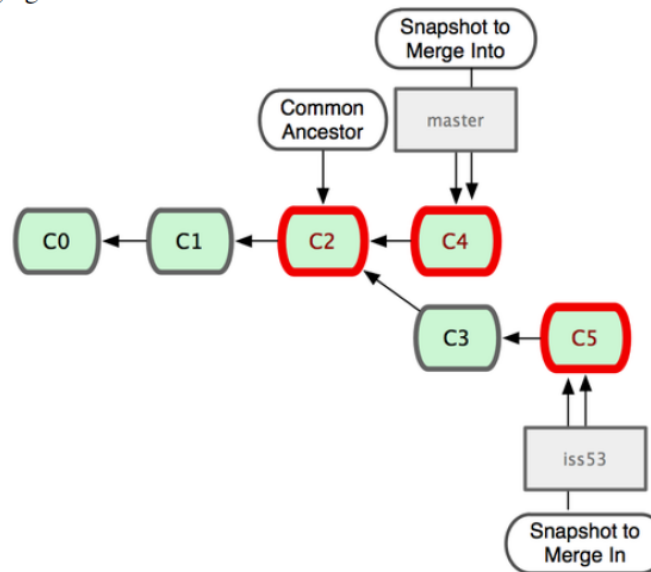 Snapshot to
Merge Into
Common
Ancestor
master
C0
C1
C2
C4
C3
C5
iss53
Snapshot to
Merge In